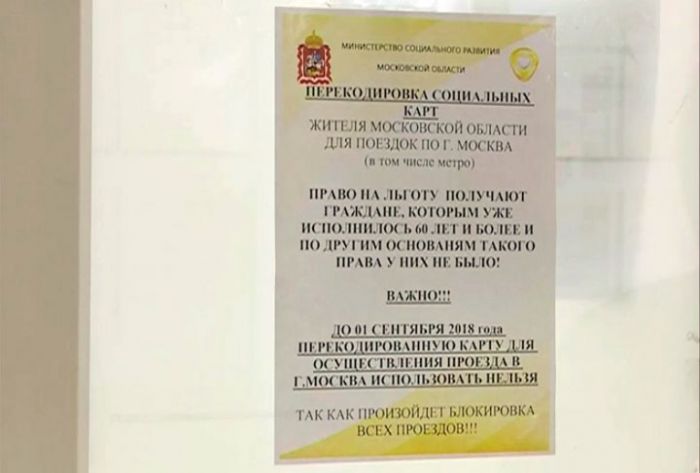 МИНИСТЕРСТВО СОЦИАЛЬНОГО РАЗВИТИЯ
МОСКОВСКОЙ ОБЛАСТИ
ПЕРЕКОДИРОВКА СОЦИАЛЬНЫХ
КАРТ
ЖИТЕЛЯ МОСКОВСКОЙ ОБЛАСТИ
ДЛЯ ПОЕЗДОК ПО Г. МОСКВА
(в том числе метро)
ПРАВО НА ЛЬГОТУ ПОЛУЧАЮТ
ГРАЖДАНЕ, КОТОРЫМ УЖЕ
ИСПОЛНИЛОСЬ 60 ЛЕТ И БОЛЕЕ И
ПО ДРУГИМ ОСНОВАНЯМ ТАКОГО
ПРАВА У НИХ НЕ БЫЛО!
ВАЖНО!!!
ДО 01 СЕНТЯБРЯ 2018 года
ПЕРЕКОДИРОВАННУЮ КАРТУ ДЛЯ
ОСУЩЕСТВЛЕНИЯ ПРОЕЗДА В
Г.МОСКВА ИСПОЛЬЗОВАТЬ НЕЛЬЗЯ
ТАК КАК ПРОИЗОЙДЕТ БЛОКИРОВКА
ВСЕХ ПРОЕЗДОВ!!!